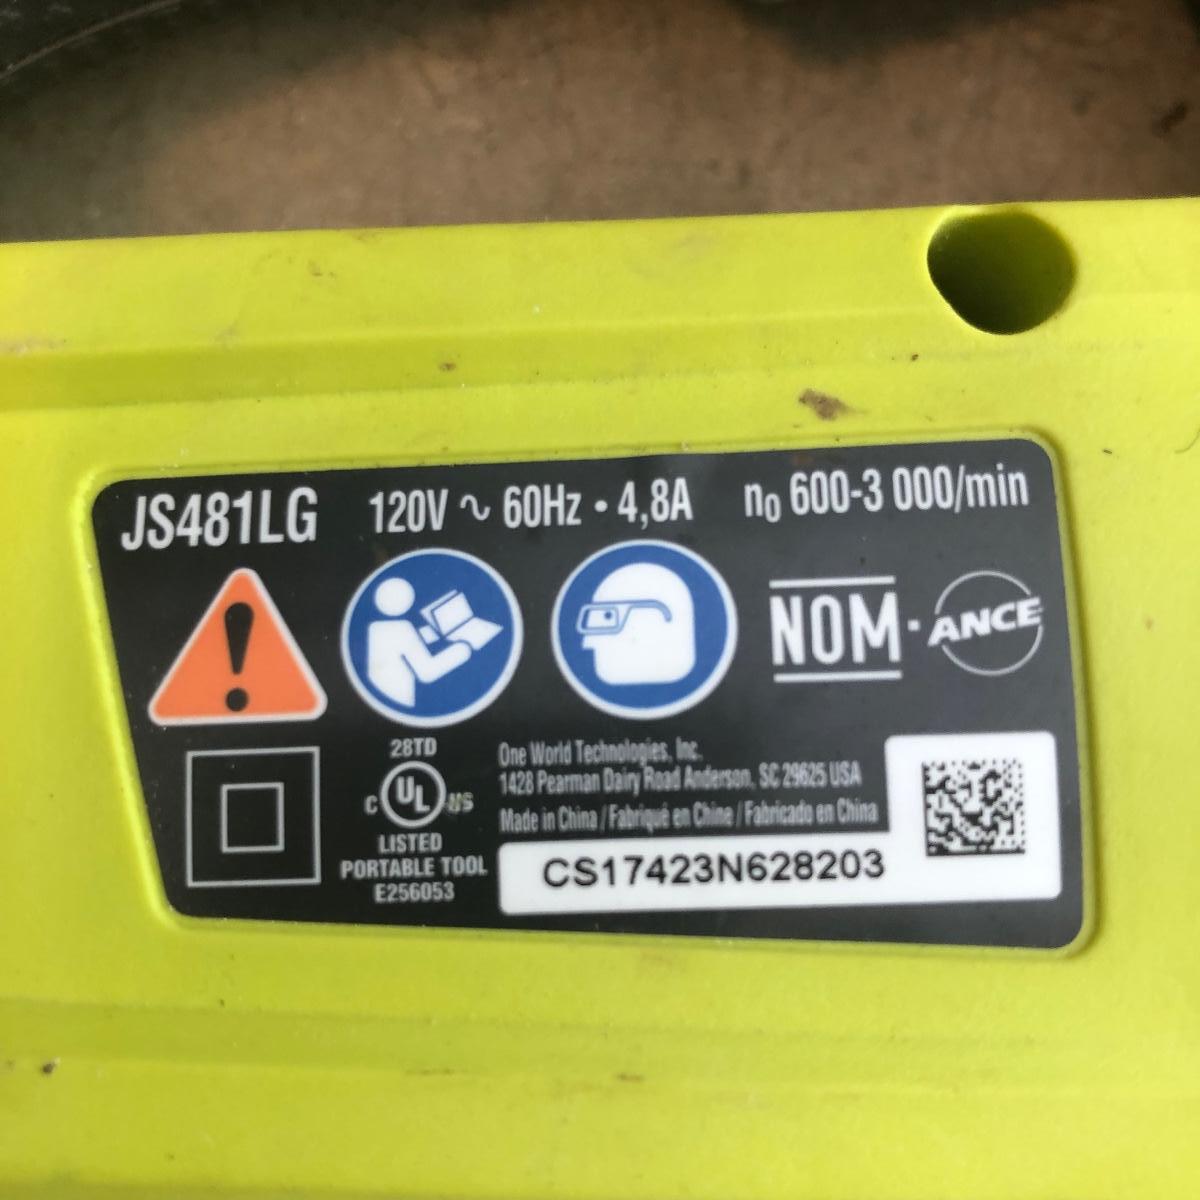 JS481LG 120V ~ 60Hz • 4,8A n₀ 600-3 000/min
NOM·ANCE
28TD
C UL US
LISTED
PORTABLE TOOL
E256053
One World Technologies, Inc.
1428 Pearman Dairy Road Anderson, SC 29625 USA
Made in China / Fabriqué en Chine / Fabricado en China
CS17423N628203